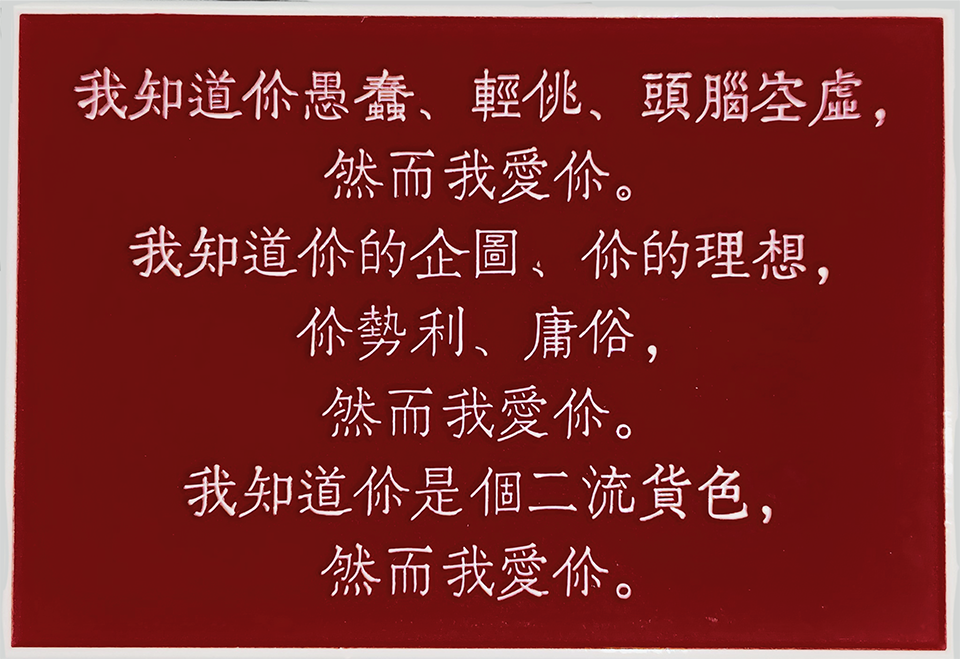 我知道你愚蠢、輕佻、頭腦空虛，
然而我愛你。
我知道你的企圖、你的理想，
你勢利、庸俗，
然而我愛你。
我知道你是個二流貨色，
然而我愛你。